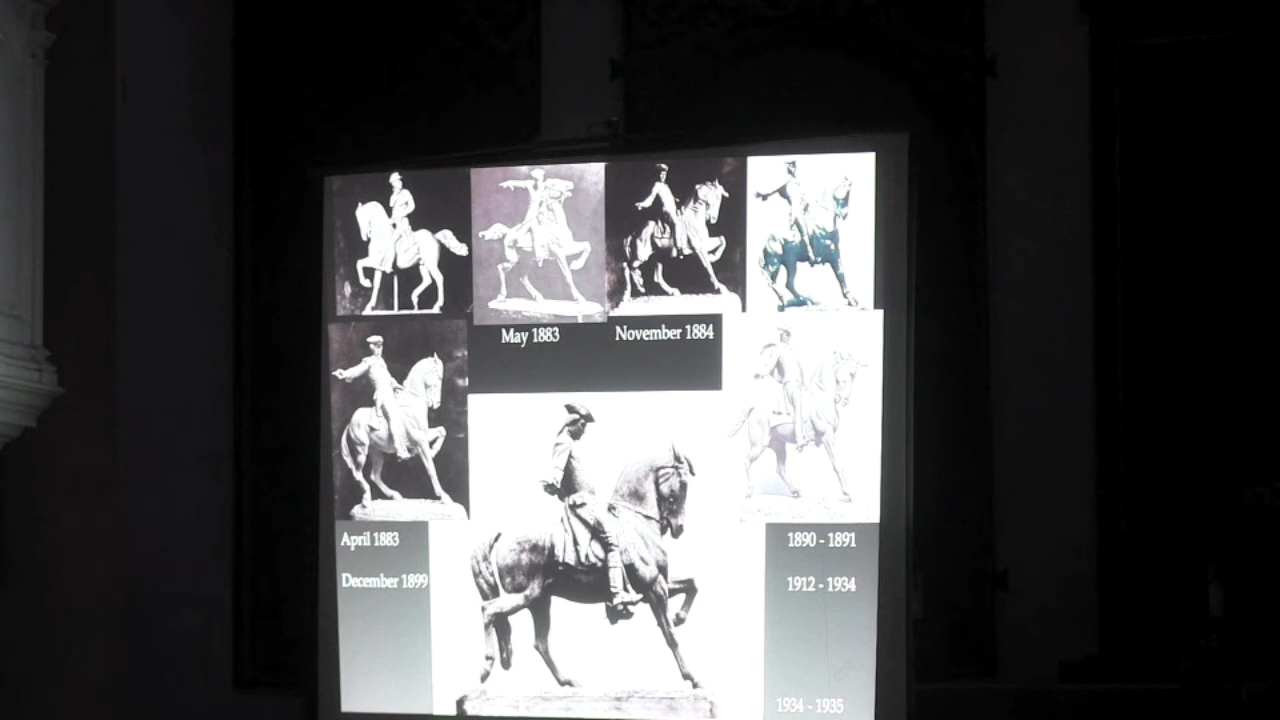 May 1883
November 1884
April 1883
December 1899
1890 - 1891
1912 - 1934
1934 - 1935